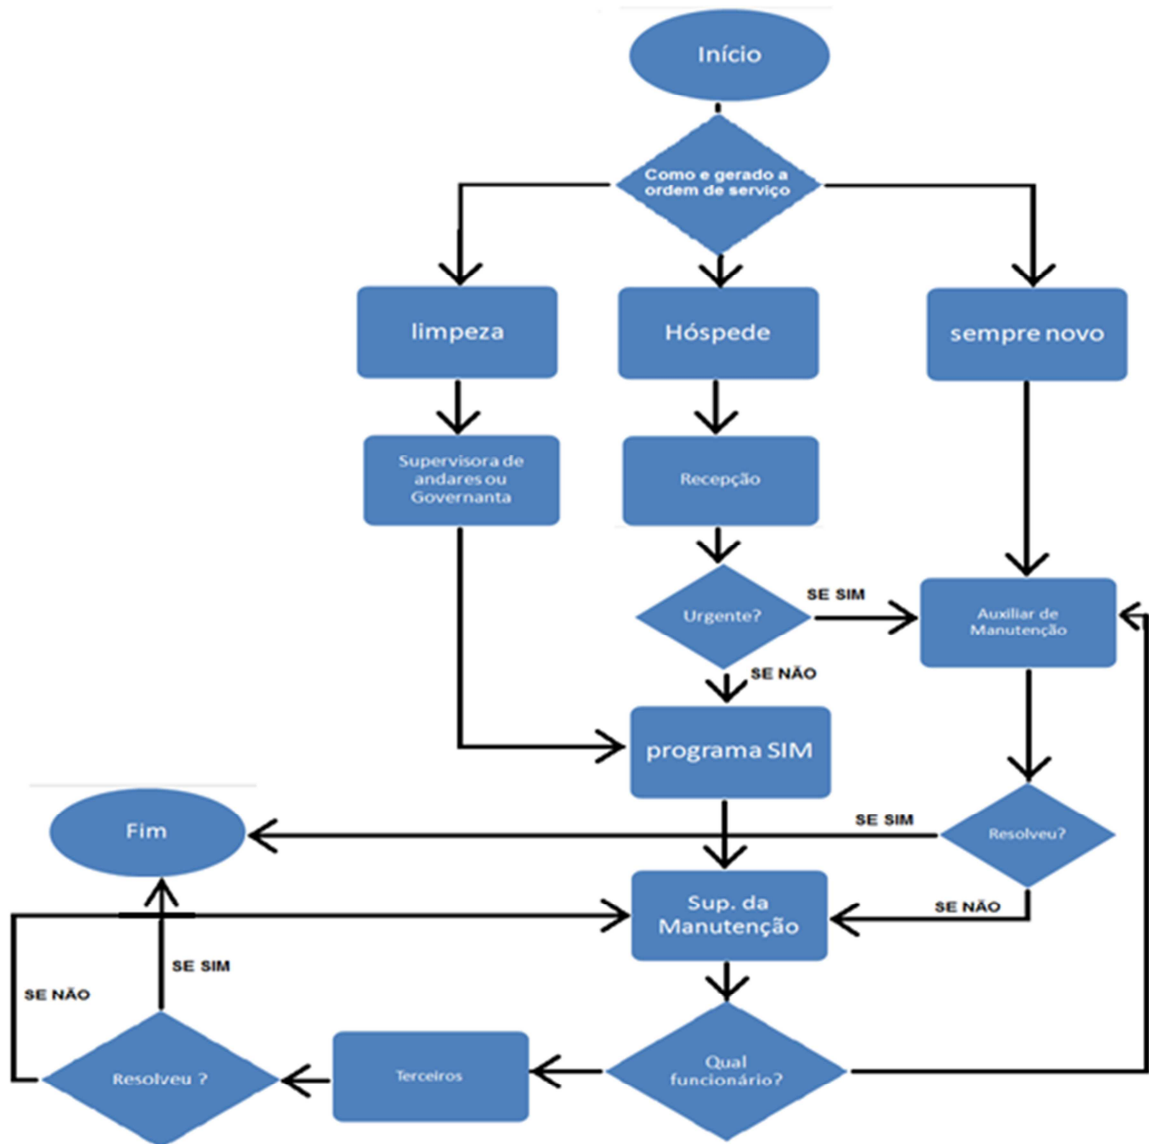 Início
Como e gerado a
ordem de serviço
limpeza
Hóspede
sempre novo
Supervisora de
andares ou
Governanta
Recepção
Urgente?
SE SIM
Auxiliar de
Manutenção
SE NÃO
programa SIM
Fim
SE SIM
Resolveu?
Sup. da
Manutenção
SE NÃO
SE SIM
SE NÃO
Resolveu ?
Terceiros
Qual
funcionário?